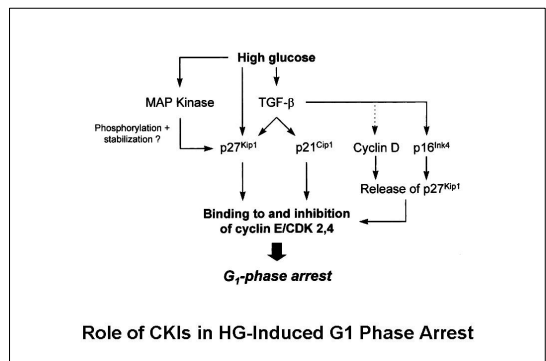 High glucose
MAP Kinase
TGF-β
Phosphorylation +
stabilization ?
p27Kip1
p21Cip1
Cyclin D
p16Ink4
Release of p27Kip1
Binding to and inhibition
of cyclin E/CDK 2,4
G1-phase arrest
Role of CKIs in HG-Induced G1 Phase Arrest